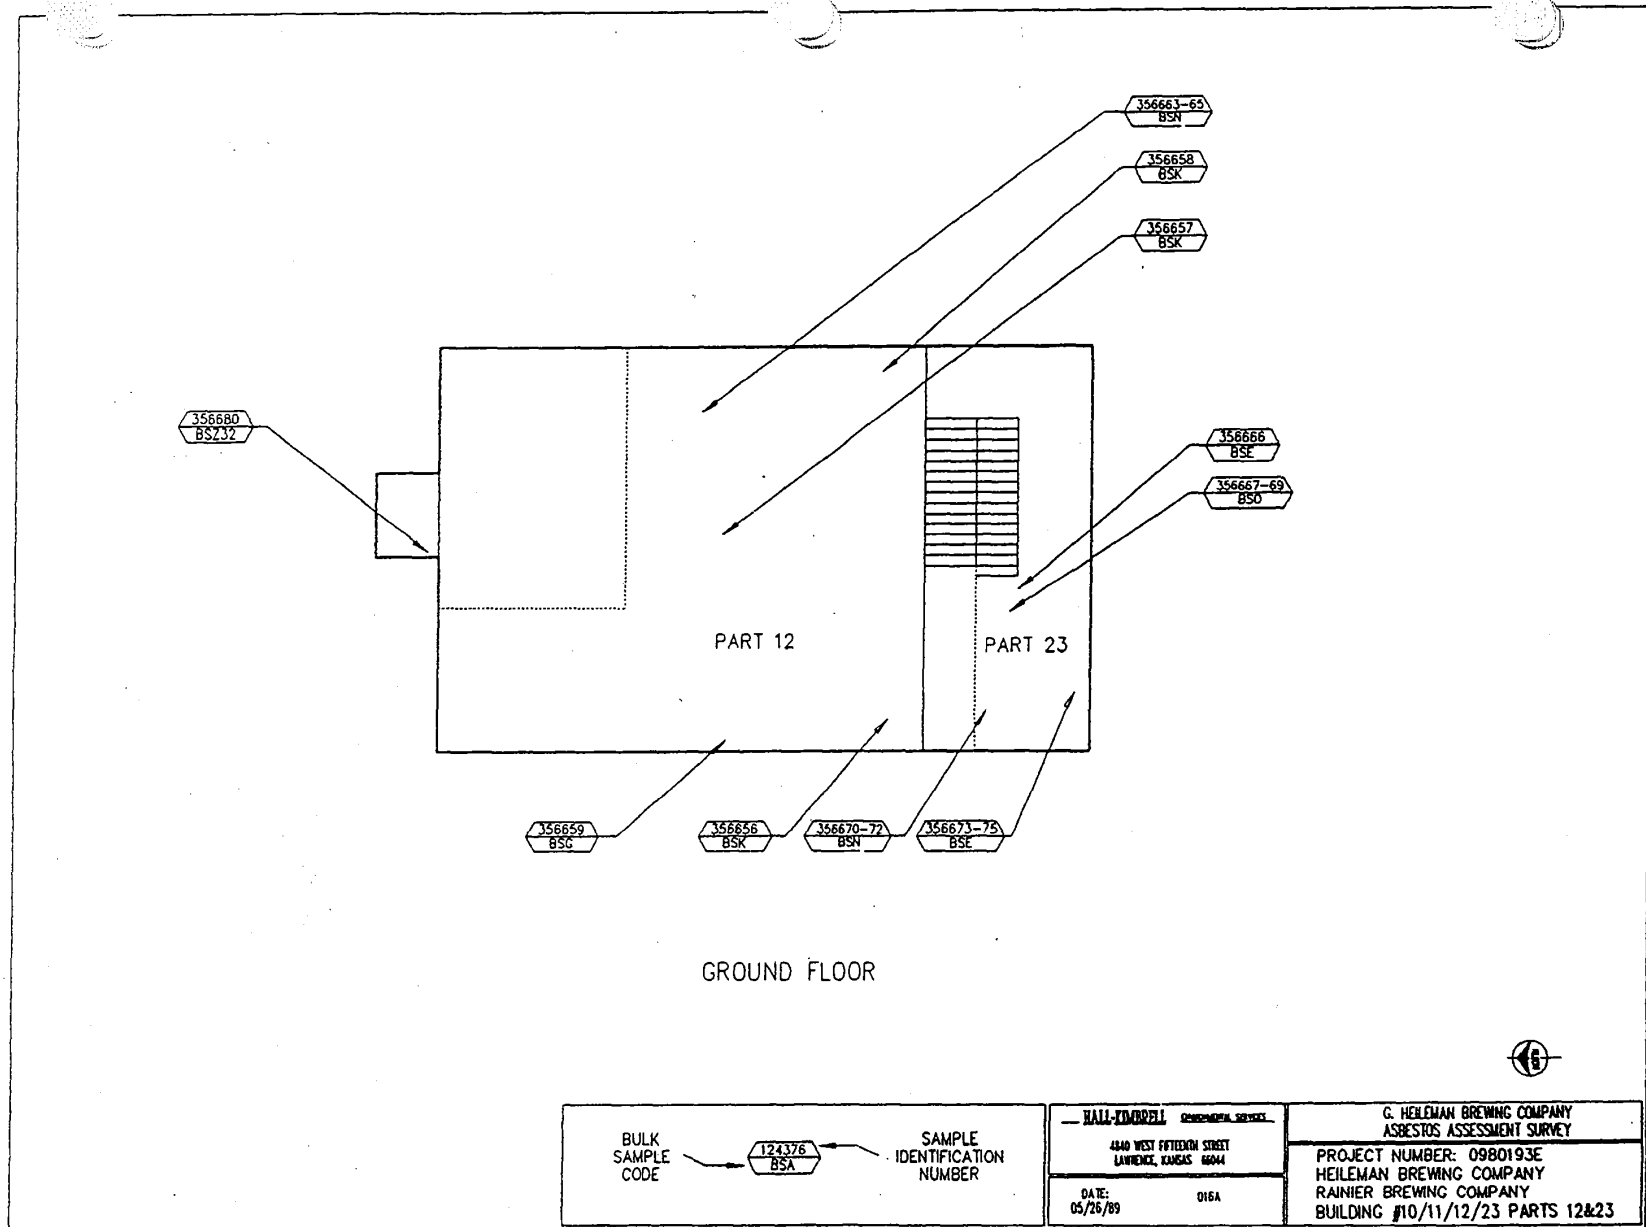 356663-65
BSN
356658
BSK
356657
BSK
356680
BSZ32
356666
BSE
356667-69
BSO
PART 12
PART 23
356659
BSG
356656
BSK
356670-72
BSN
356673-75
BSE
GROUND FLOOR
BULK
SAMPLE
CODE
124376
BSA
SAMPLE
IDENTIFICATION
NUMBER
HALL-KIMBRELL ENVIRONMENTAL SERVICES
4840 WEST FIFTEENTH STREET
LAWRENCE, KANSAS 66044
DATE:
05/26/89
016A
G. HEILEMAN BREWING COMPANY
ASBESTOS ASSESSMENT SURVEY
PROJECT NUMBER: 0980193E
HEILEMAN BREWING COMPANY
RAINIER BREWING COMPANY
BUILDING #10/11/12/23 PARTS 12&23